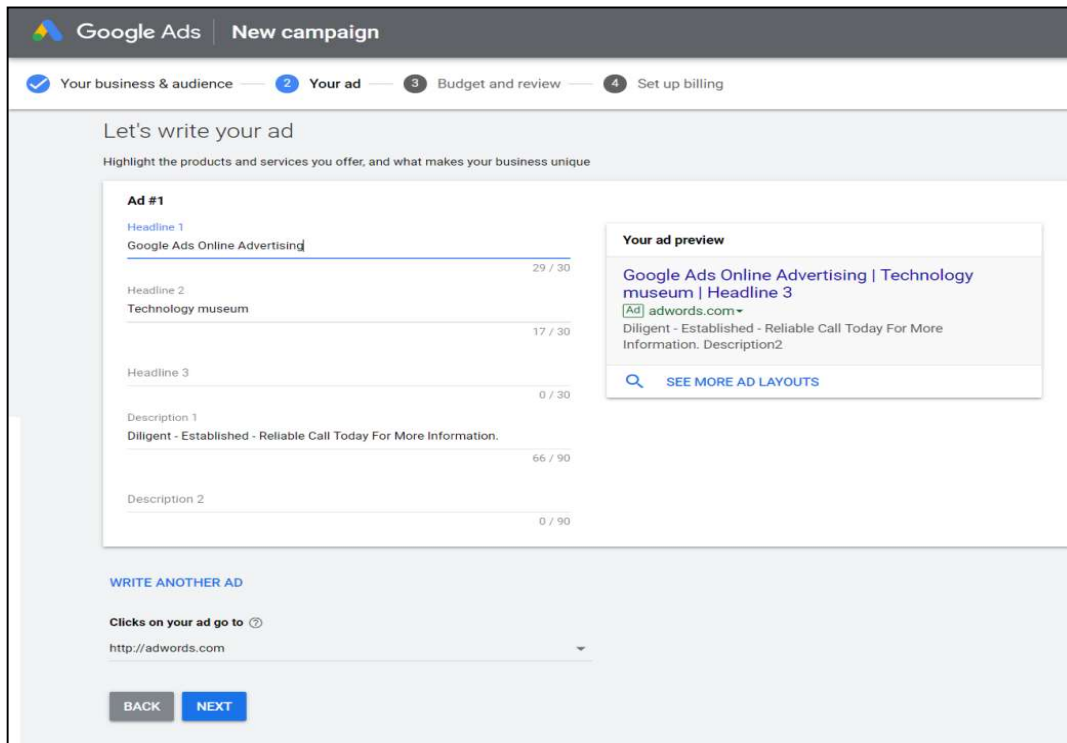 Google Ads New campaign
Your business & audience 2 Your ad 3 Budget and review 4 Set up billing
Let's write your ad
Highlight the products and services you offer, and what makes your business unique
Ad #1
Headline 1
Google Ads Online Advertising
29 / 30
Headline 2
Technology museum
17 / 30
Headline 3
0 / 30
Description 1
Diligent - Established - Reliable Call Today For More Information.
66 / 90
Description 2
0 / 90
Your ad preview
Google Ads Online Advertising | Technology
museum | Headline 3
Ad adwords.com
Diligent - Established - Reliable Call Today For More
Information. Description2
SEE MORE AD LAYOUTS
WRITE ANOTHER AD
Clicks on your ad go to ?
http://adwords.com
BACK NEXT